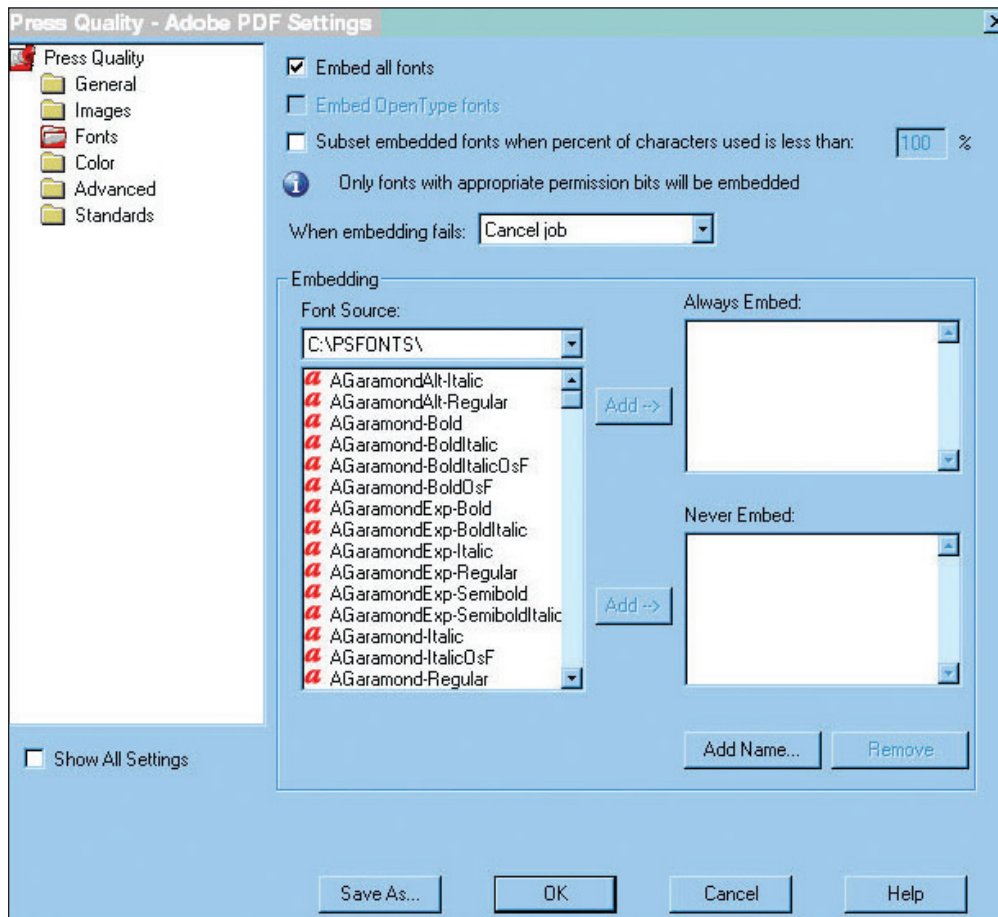 Press Quality - Adobe PDF Settings
Press Quality
General
Images
Fonts
Color
Advanced
Standards
Show All Settings
Embed all fonts
Embed OpenType fonts
Subset embedded fonts when percent of characters used is less than: 100 %
Only fonts with appropriate permission bits will be embedded
When embedding fails: Cancel job
Embedding
Font Source:
C:\PSFONTS\
AGaramondAlt-Italic
AGaramondAlt-Regular
AGaramond-Bold
AGaramond-BoldItalic
AGaramond-BoldItalicOsF
AGaramond-BoldOsF
AGaramondExp-Bold
AGaramondExp-BoldItalic
AGaramondExp-Italic
AGaramondExp-Regular
AGaramondExp-Semibold
AGaramondExp-SemiboldItalic
AGaramond-Italic
AGaramond-ItalicOsF
AGaramond-Regular
Add -->
Add -->
Always Embed:
Never Embed:
Add Name...
Remove
Save As...
OK
Cancel
Help